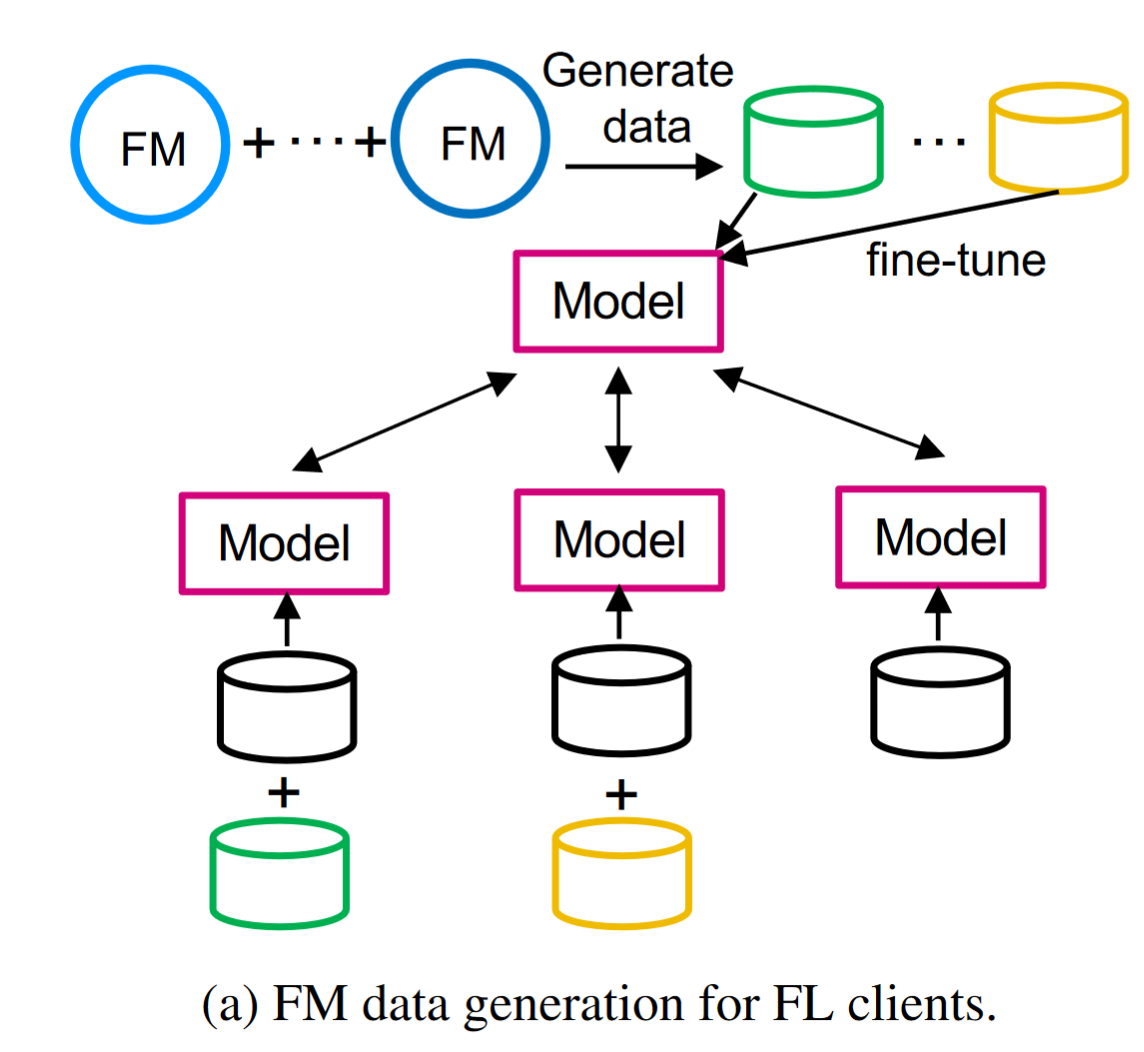 FM + ... + FM
Generate
data
...
fine-tune
Model
Model Model Model
+ +
(a) FM data generation for FL clients.